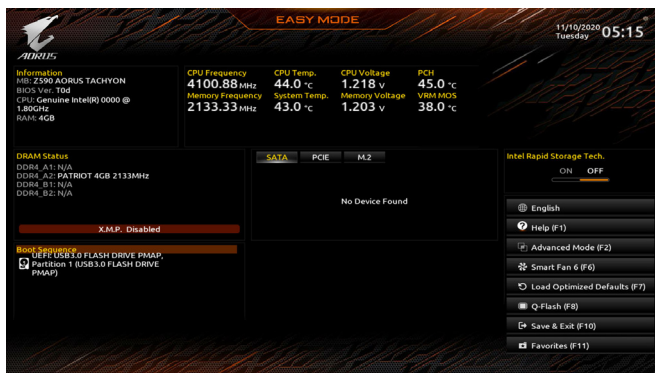 EASY MODE
11/10/2020
Tuesday
05:15
AORUS
Information
MB: Z590 AORUS TACHYON
BIOS Ver. T0d
CPU: Genuine Intel(R) 0000 @
1.80GHz
RAM: 4GB
CPU Frequency
4100.88 MHz
CPU Temp.
44.0 °C
CPU Voltage
1.218 V
PCH
45.0 °C
Memory Frequency
2133.33 MHz
System Temp.
43.0 °C
Memory Voltage
1.203 V
VRM MOS
38.0 °C
DRAM Status
DDR4_A1: N/A
DDR4_A2: PATRIOT 4GB 2133MHz
DDR4_B1: N/A
DDR4_B2: N/A
X.M.P. Disabled
SATA PCIE M.2
No Device Found
Intel Rapid Storage Tech.
ON OFF
Boot Sequence
UEFI: USB3.0 FLASH DRIVE PMAP,
Partition 1 (USB3.0 FLASH DRIVE
PMAP)
English
Help (F1)
Advanced Mode (F2)
Smart Fan 6 (F6)
Load Optimized Defaults (F7)
Q-Flash (F8)
Save & Exit (F10)
Favorites (F11)